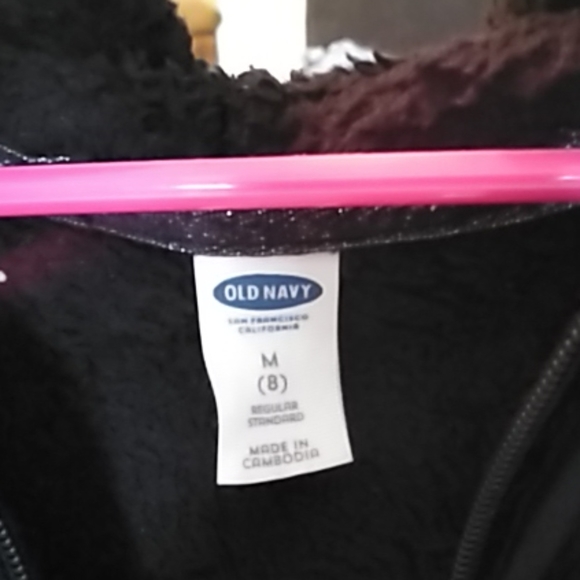 OLD NAVY
SAN FRANCISCO
CALIFORNIA
M
(8)
REGULAR
STANDARD
MADE IN
CAMBODIA